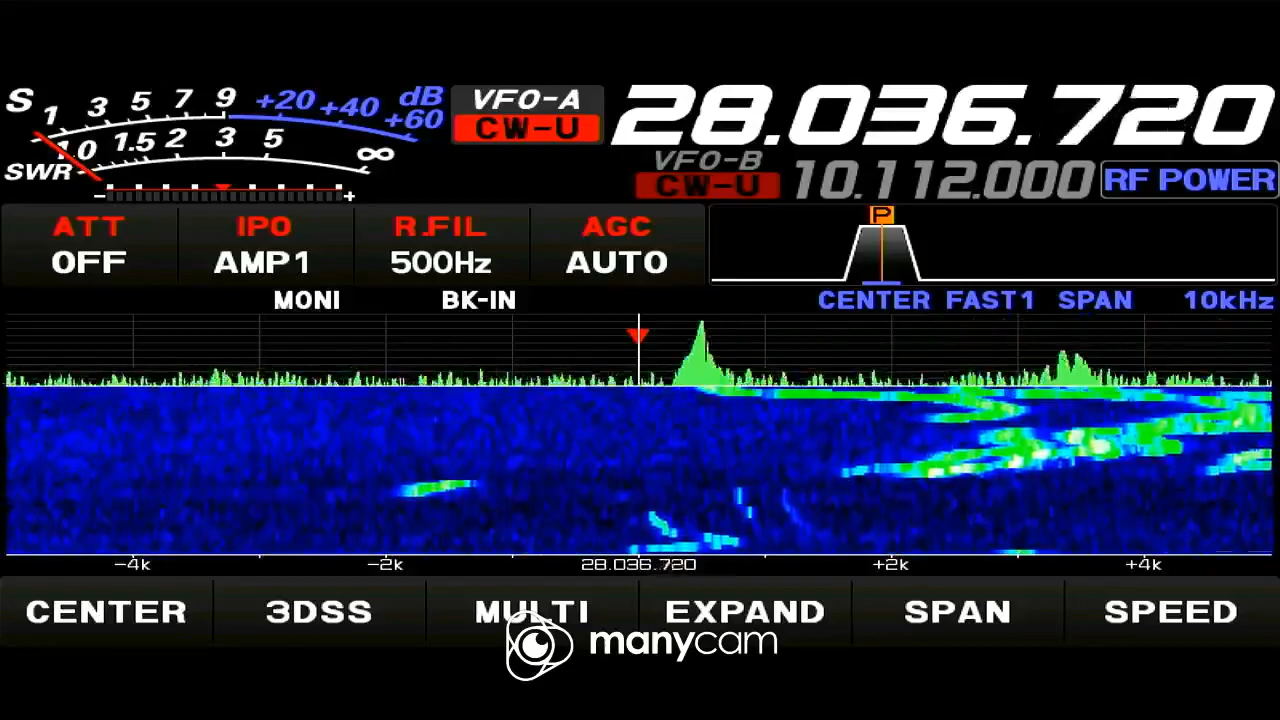 S 1 3 5 7 9 +20 +40 +60 dB
SWR 1.0 1.5 2 3 5 ∞
− +
VFO-A
CW-U
28.036.720
VFO-B
CW-U
10.112.000
RF POWER
ATT IPO R.FIL AGC
OFF AMP1 500Hz AUTO
P
MONI BK-IN
CENTER FAST1 SPAN 10kHz
-4k -2k 28.036.720 +2k +4k
CENTER 3DSS MULTI EXPAND SPAN SPEED
manycam